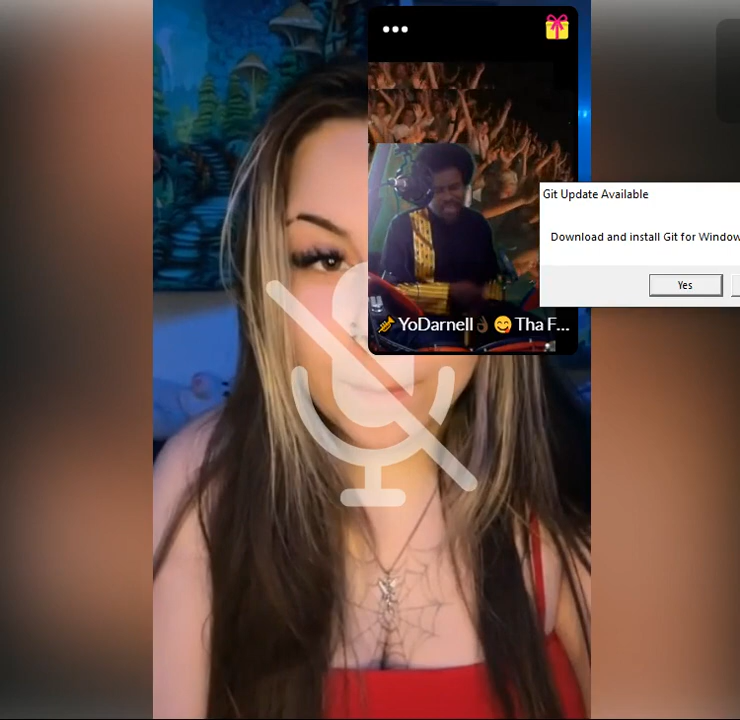 Git Update Available
Download and install Git for Window
Yes
🎺 YoDarnell👌🏿 😋 Tha F...